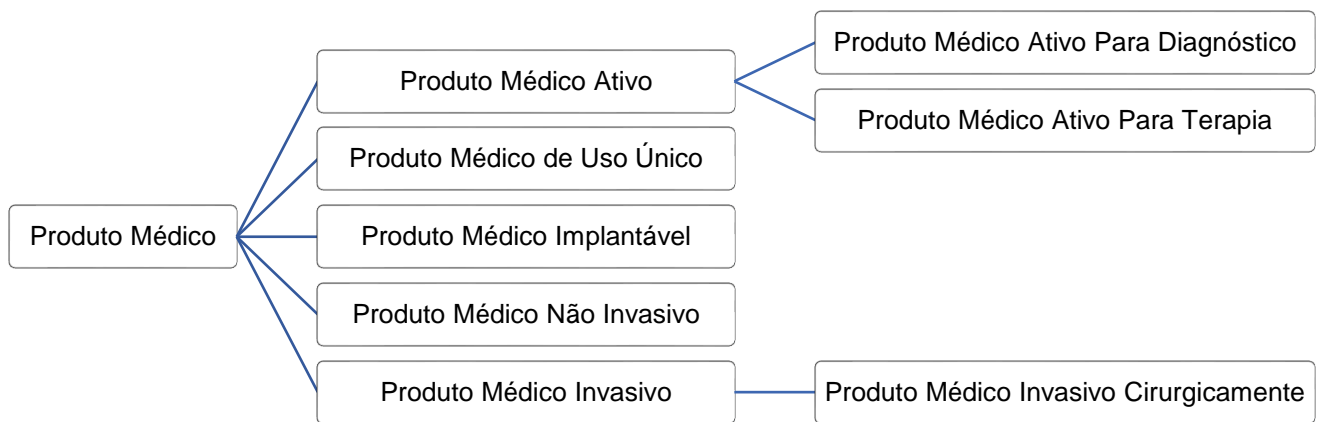 Produto Médico
Produto Médico Ativo
Produto Médico Ativo Para Diagnóstico
Produto Médico Ativo Para Terapia
Produto Médico de Uso Único
Produto Médico Implantável
Produto Médico Não Invasivo
Produto Médico Invasivo
Produto Médico Invasivo Cirurgicamente